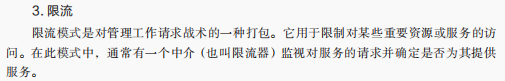 3. 限流
限流模式是对管理工作请求战术的一种打包。它用于限制对某些重要资源或服务的访
问。在此模式中，通常有一个中介（也叫限流器）监视对服务的请求并确定是否为其提供
服务。